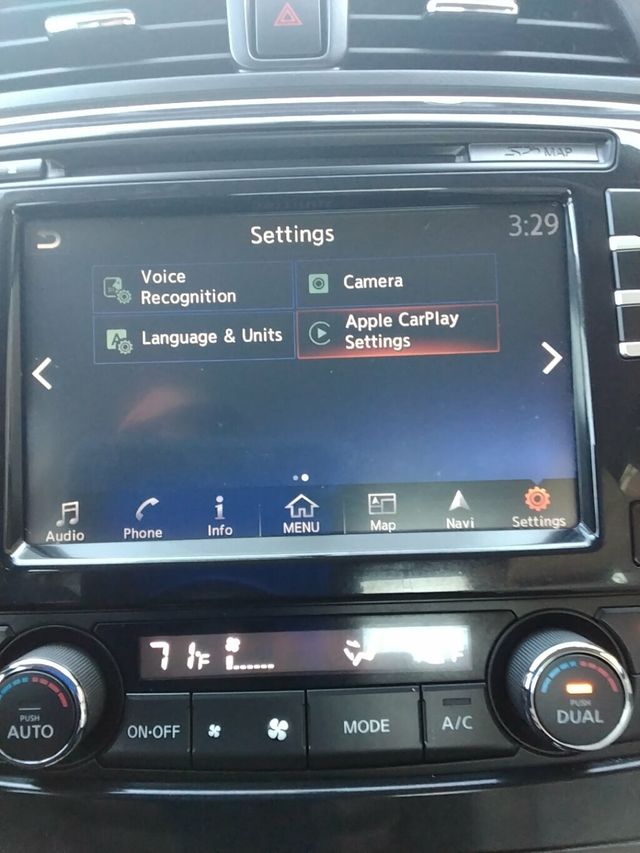 MAP
Settings
3:29
Voice
Recognition
Camera
Language & Units
Apple CarPlay
Settings
Audio
Phone
Info
MENU
Map
Navi
Settings
71°F
PUSH
AUTO
ON·OFF
MODE
A/C
PUSH
DUAL